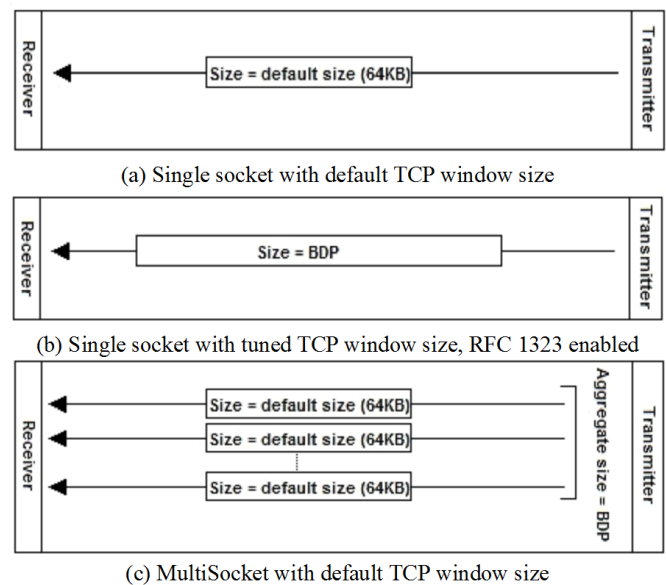 Receiver
Size = default size (64KB)
Transmitter
(a) Single socket with default TCP window size
Receiver
Size = BDP
Transmitter
(b) Single socket with tuned TCP window size, RFC 1323 enabled
Receiver
Size = default size (64KB)
Size = default size (64KB)
Size = default size (64KB)
Aggregate size = BDP
Transmitter
(c) MultiSocket with default TCP window size